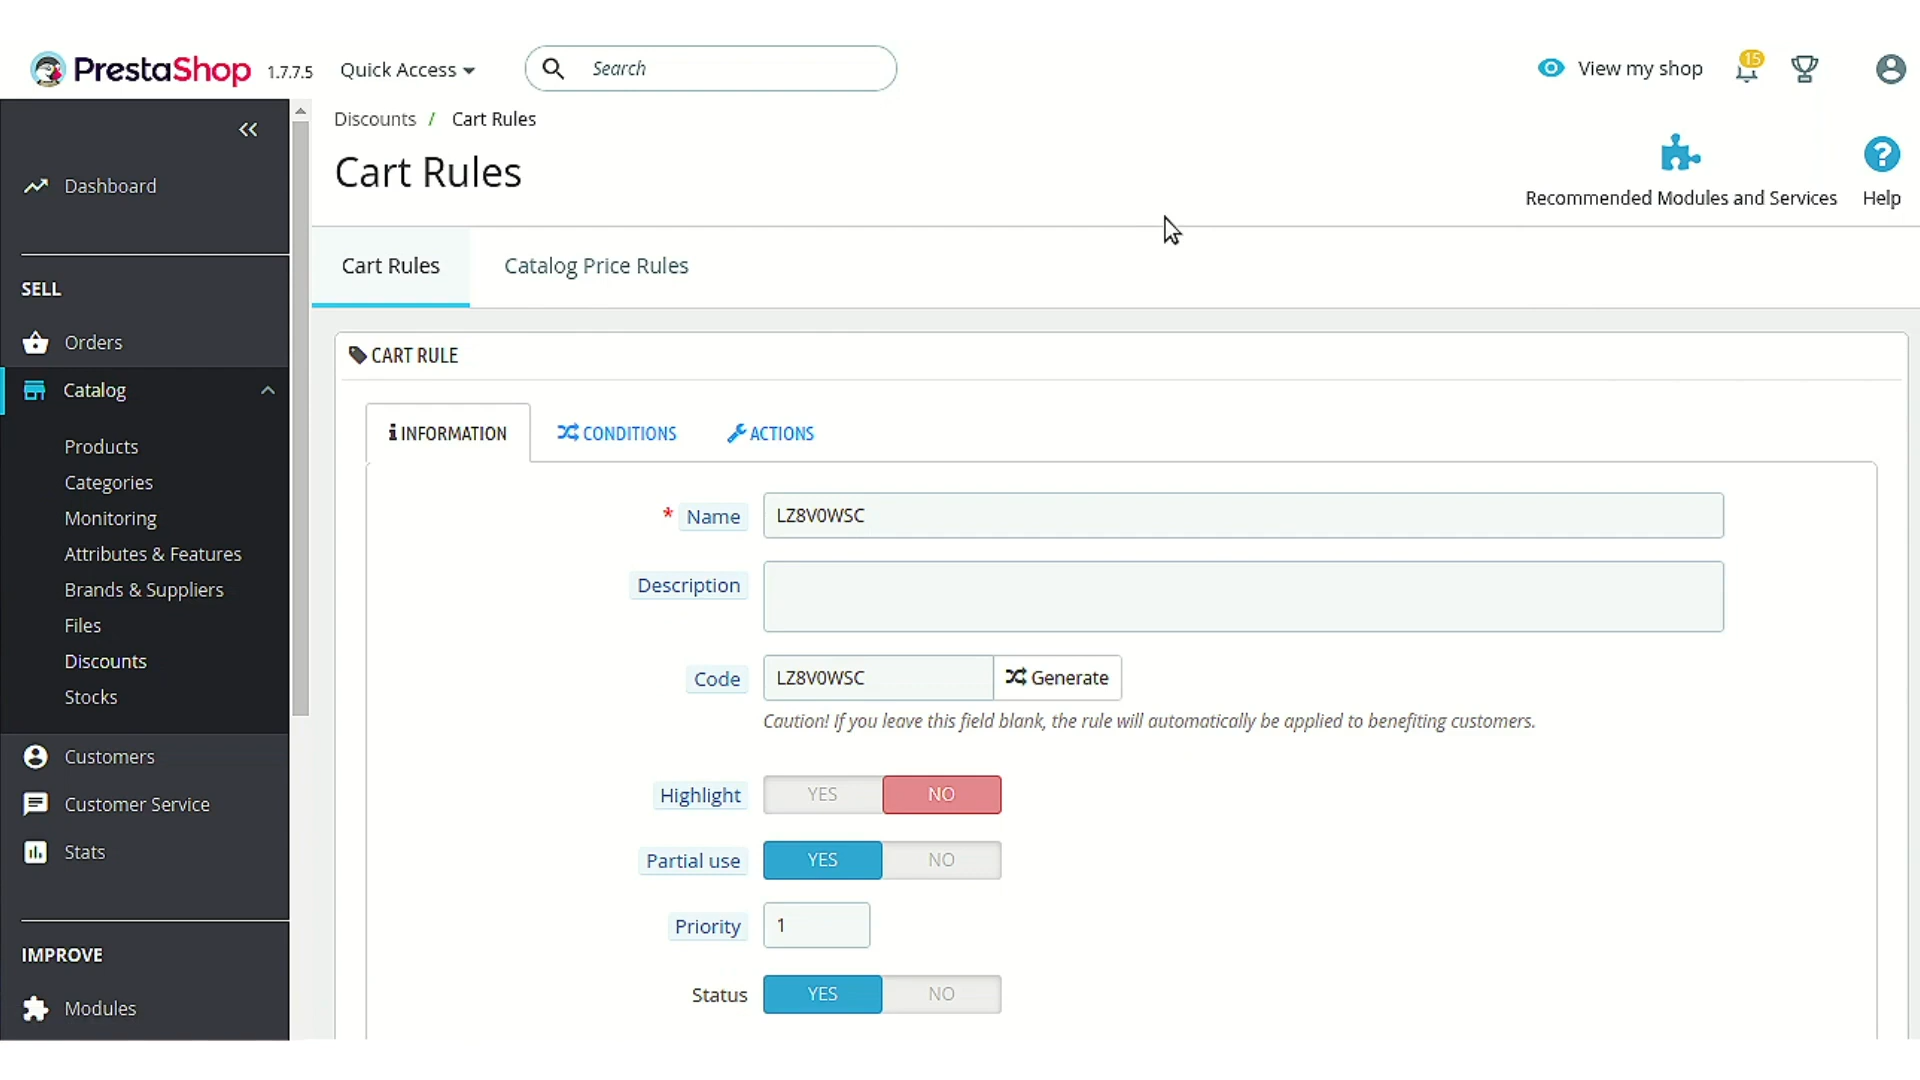 PrestaShop 1.7.7.5 Quick Access Search View my shop 15
Discounts / Cart Rules
Cart Rules
Recommended Modules and Services Help
Cart Rules Catalog Price Rules
Dashboard
SELL
Orders
Catalog
Products
Categories
Monitoring
Attributes & Features
Brands & Suppliers
Files
Discounts
Stocks
Customers
Customer Service
Stats
IMPROVE
Modules
CART RULE
INFORMATION CONDITIONS ACTIONS
* Name LZ8V0WSC
Description
Code LZ8V0WSC Generate
Caution! If you leave this field blank, the rule will automatically be applied to benefiting customers.
Highlight YES NO
Partial use YES NO
Priority 1
Status YES NO